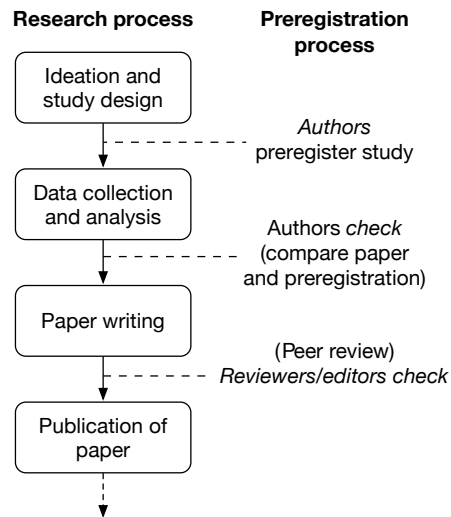 Research process
Preregistration
process
Ideation and
study design
Authors
preregister study
Data collection
and analysis
Authors check
(compare paper
and preregistration)
Paper writing
(Peer review)
Reviewers/editors check
Publication of
paper